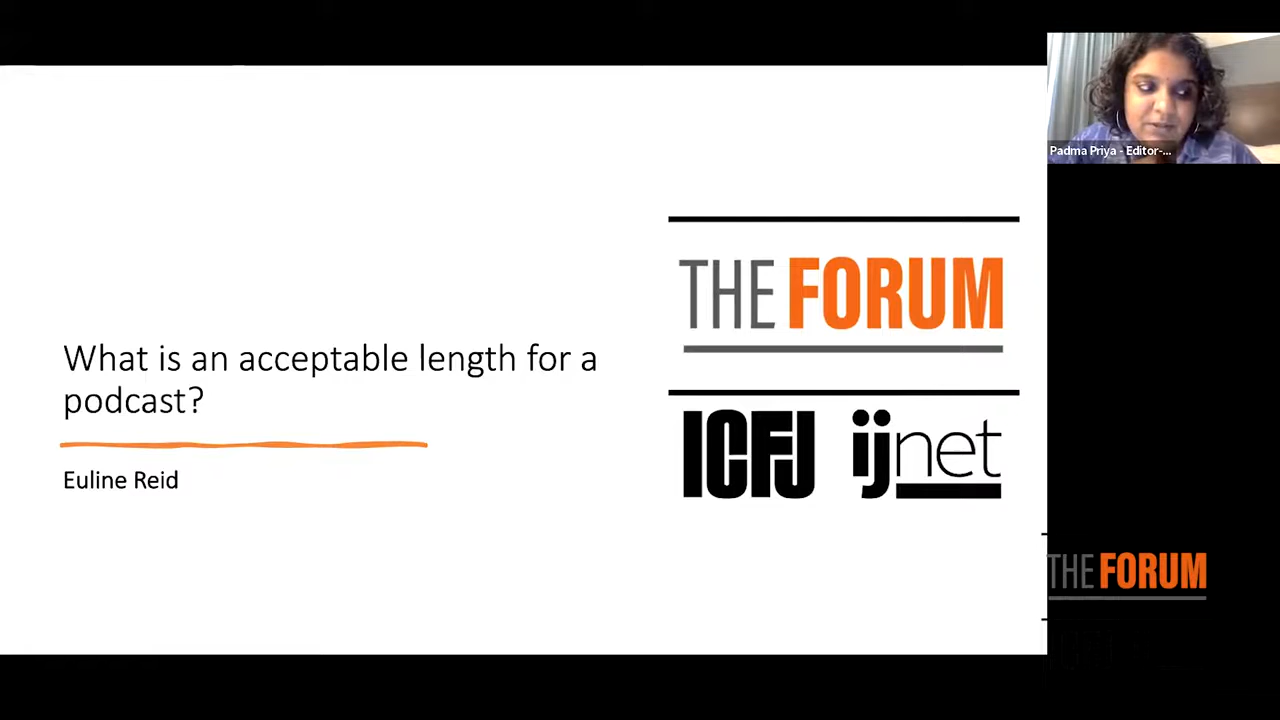 Padma Priya - Editor-...
THE FORUM
What is an acceptable length for a
podcast?
ICFJ ijnet
Euline Reid
THE FORUM